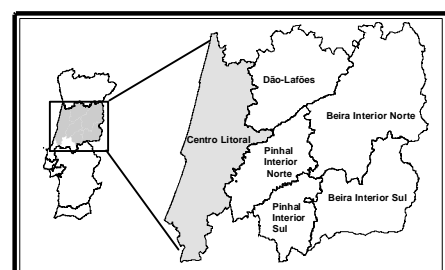 Dão-Lafões
Beira Interior Norte
Centro Litoral
Pinhal
Interior
Norte
Beira Interior Sul
Pinhal
Interior
Sul